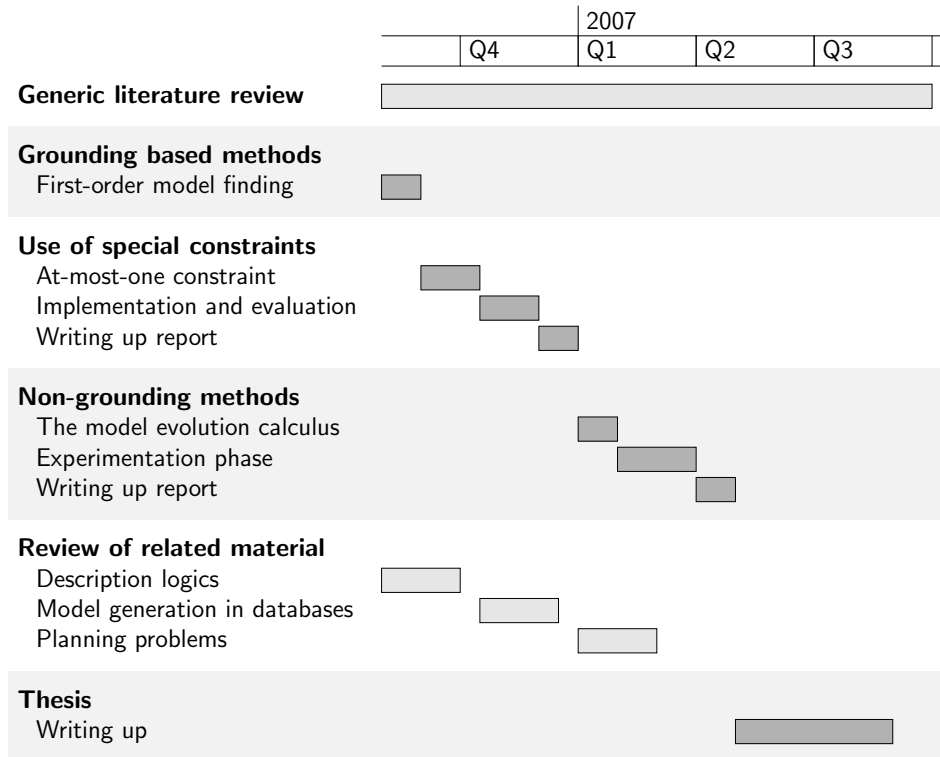 2007
Q4 Q1 Q2 Q3
Generic literature review
Grounding based methods
First-order model finding
Use of special constraints
At-most-one constraint
Implementation and evaluation
Writing up report
Non-grounding methods
The model evolution calculus
Experimentation phase
Writing up report
Review of related material
Description logics
Model generation in databases
Planning problems
Thesis
Writing up